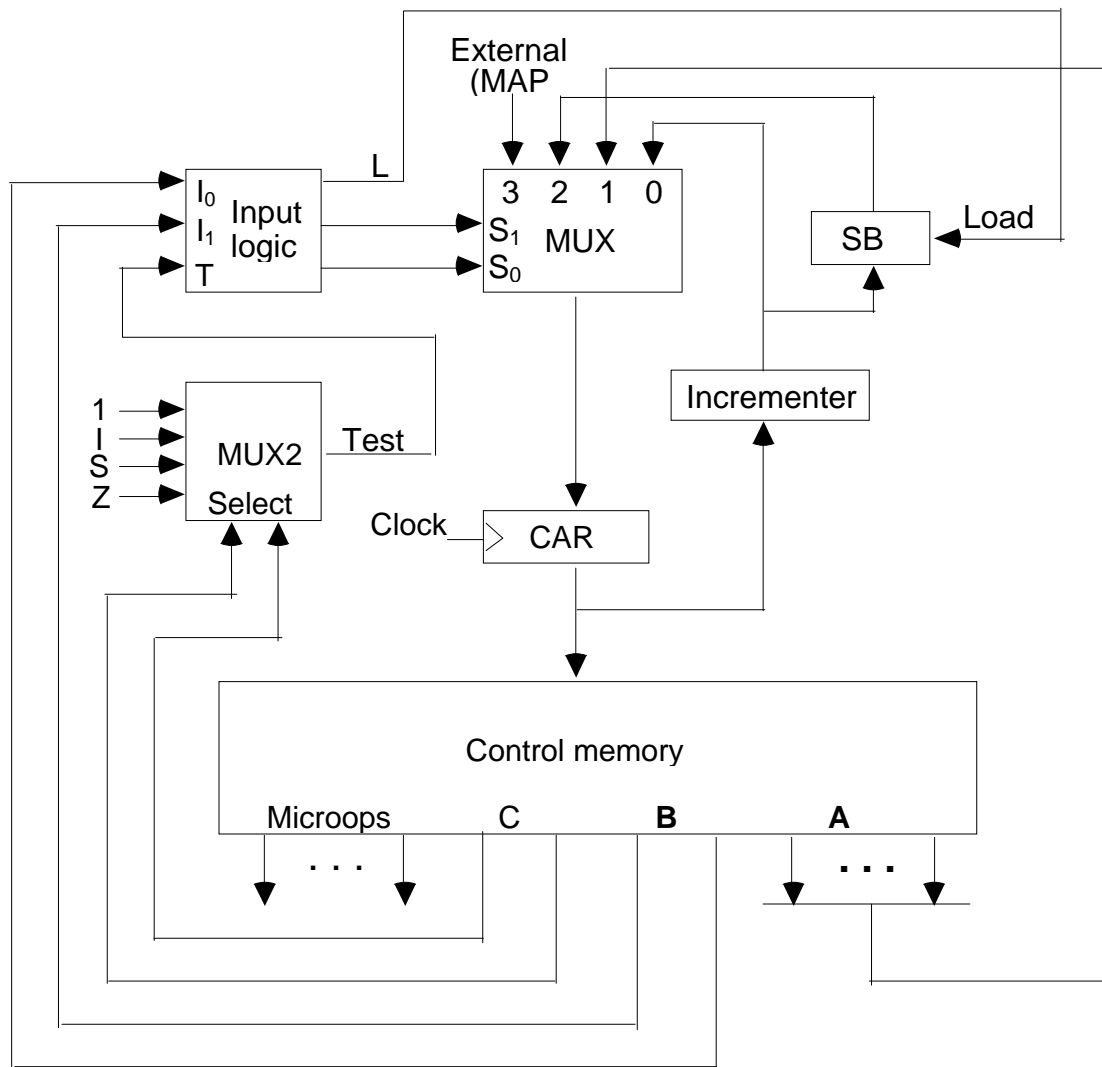 External
(MAP
L
3 2 1 0
I0
I1
T
Input
logic
S1
S0
MUX
SB
Load
Incrementer
1
I
S
Z
MUX2
Select
Test
Clock
CAR
Control memory
Microops C B A
. . . . . .